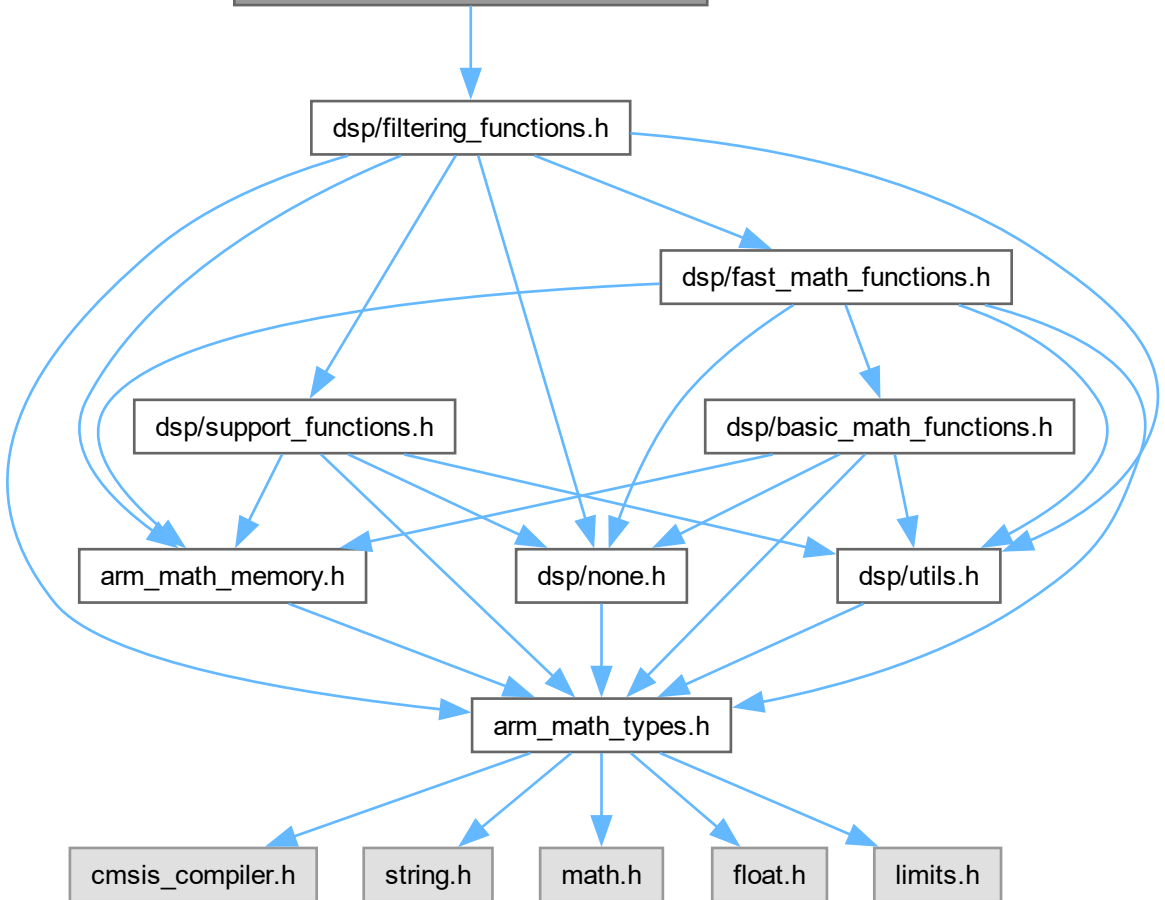 dsp/filtering_functions.h
dsp/fast_math_functions.h
dsp/support_functions.h
dsp/basic_math_functions.h
arm_math_memory.h
dsp/none.h
dsp/utils.h
arm_math_types.h
cmsis_compiler.h
string.h
math.h
float.h
limits.h